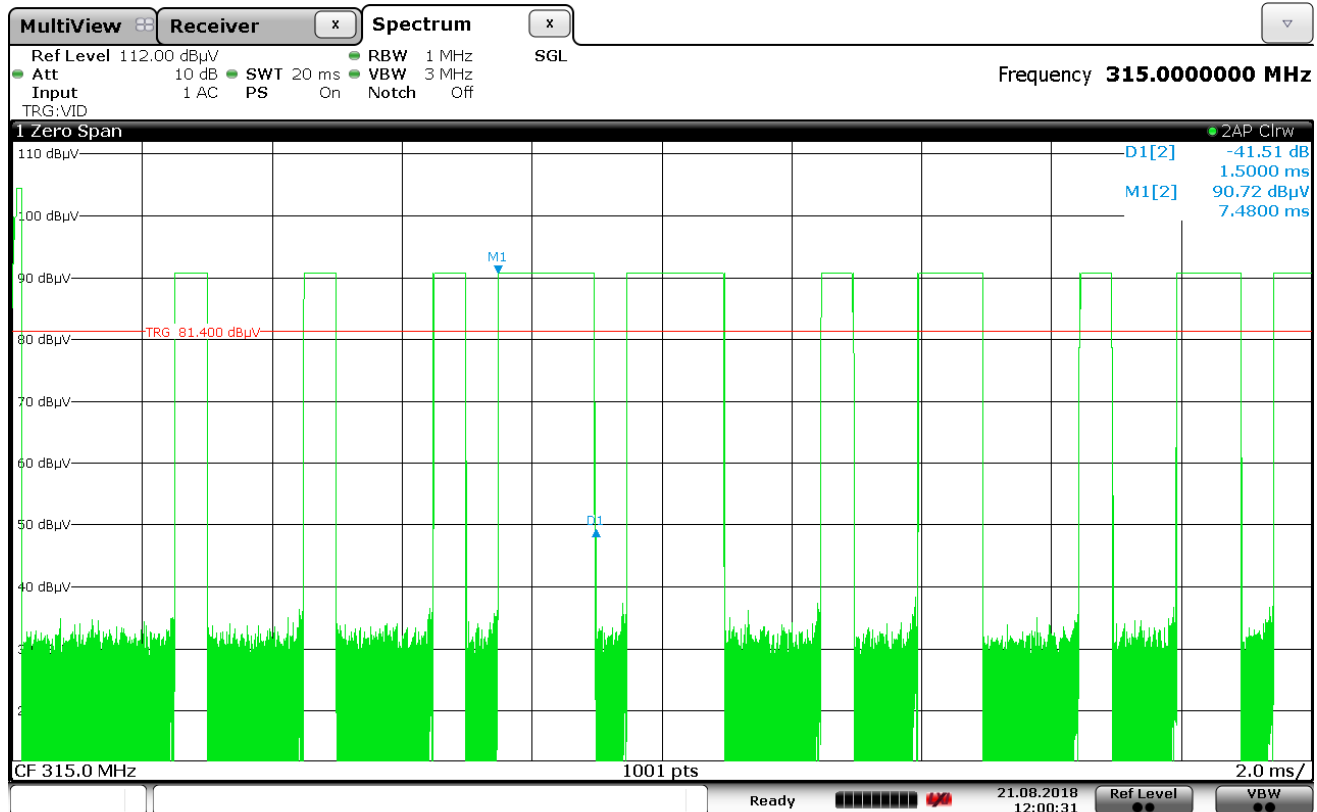 MultiView Receiver x Spectrum x
Ref Level 112.00 dBµV RBW 1 MHz SGL
Att 10 dB SWT 20 ms VBW 3 MHz Frequency 315.0000000 MHz
Input 1 AC PS On Notch Off
TRG:VID
1 Zero Span 2AP Clrw
110 dBµV D1[2] -41.51 dB
1.5000 ms
M1[2] 90.72 dBµV
7.4800 ms
100 dBµV
M1
90 dBµV
TRG 81.400 dBµV
80 dBµV
70 dBµV
60 dBµV
50 dBµV D1
40 dBµV
CF 315.0 MHz 1001 pts 2.0 ms/
Ready 21.08.2018 Ref Level VBW
12:00:31